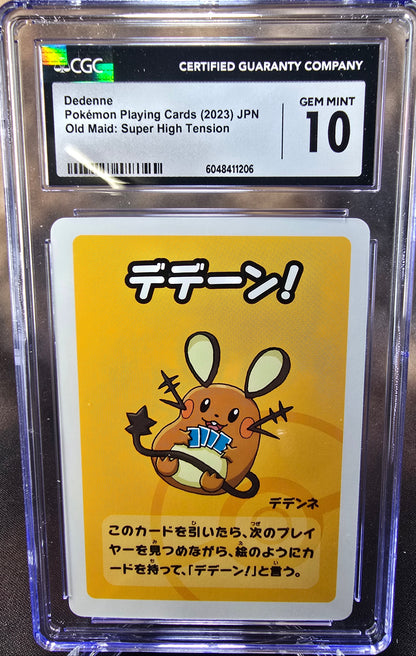 CGC
CERTIFIED GUARANTY COMPANY
Dedenne
Pokémon Playing Cards (2023) JPN
Old Maid: Super High Tension
GEM MINT
10
6048411206
デデーン!
デデンネ
このカードを引いたら、次のプレイ
ヤーを見つめながら、絵のようにカ
ードを持って、「デデーン!」と言う。